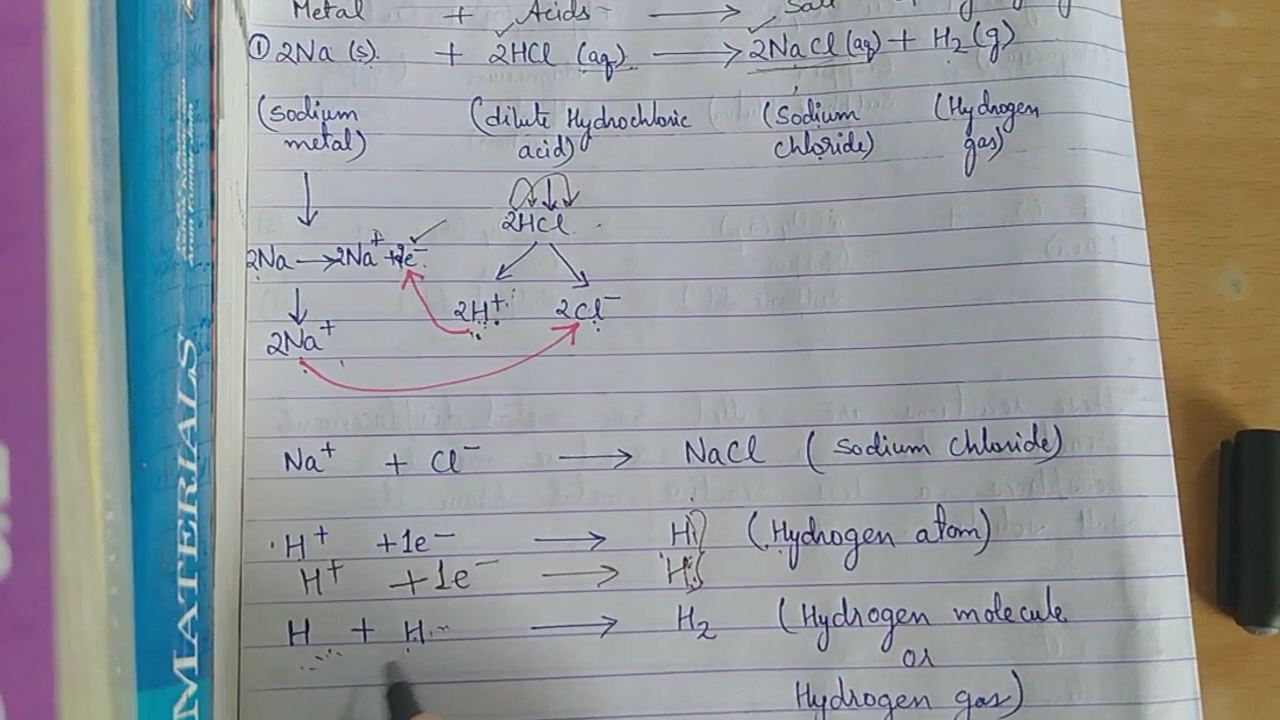 Metal + Acids → Salt
① 2Na (s) + 2HCl (aq) → 2NaCl (aq) + H₂ (g)
(Sodium metal) (dilute Hydrochloric acid) (Sodium chloride) (Hydrogen gas)
2HCl
2Na → 2Na⁺ + 2e⁻
2H⁺ 2Cl⁻
2Na⁺
Na⁺ + Cl⁻ → NaCl (Sodium chloride)
H⁺ + 1e⁻ → H (Hydrogen atom)
H⁺ + 1e⁻ → H
H + H → H₂ (Hydrogen molecule
or
Hydrogen gas)
MATERIALS